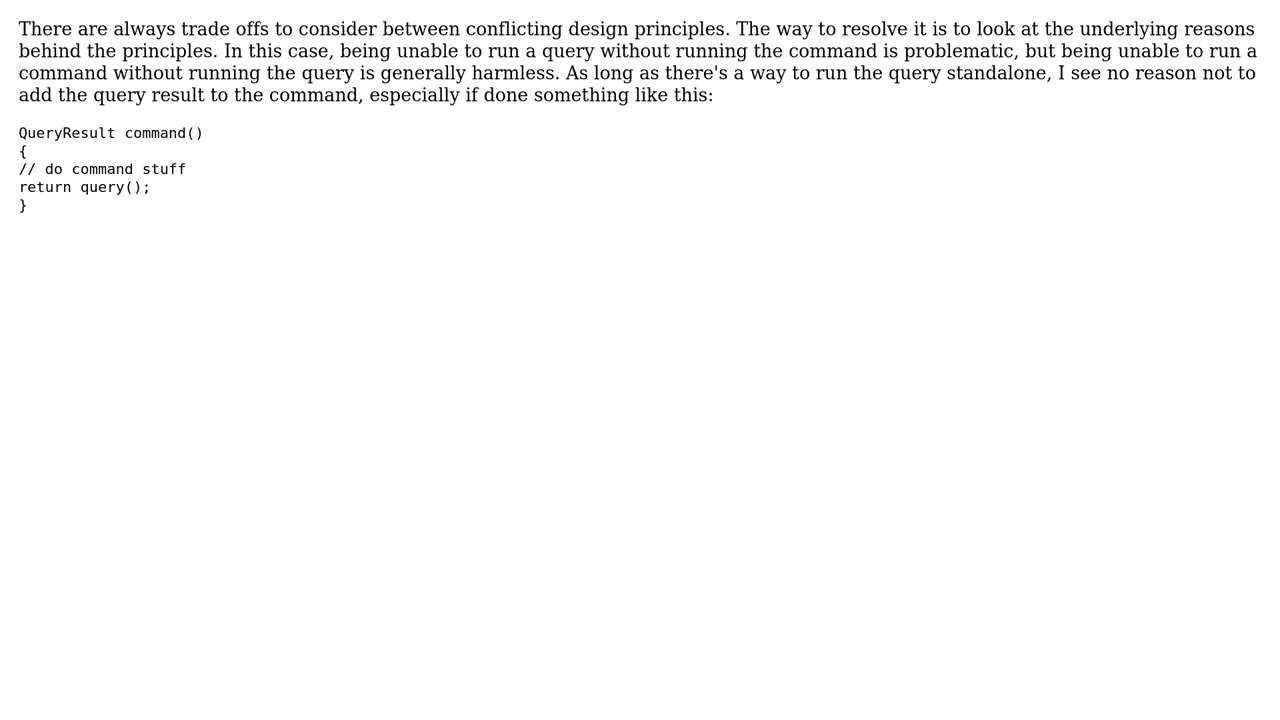 There are always trade offs to consider between conflicting design principles. The way to resolve it is to look at the underlying reasons
behind the principles. In this case, being unable to run a query without running the command is problematic, but being unable to run a
command without running the query is generally harmless. As long as there's a way to run the query standalone, I see no reason not to
add the query result to the command, especially if done something like this:
QueryResult command()
{
// do command stuff
return query();
}